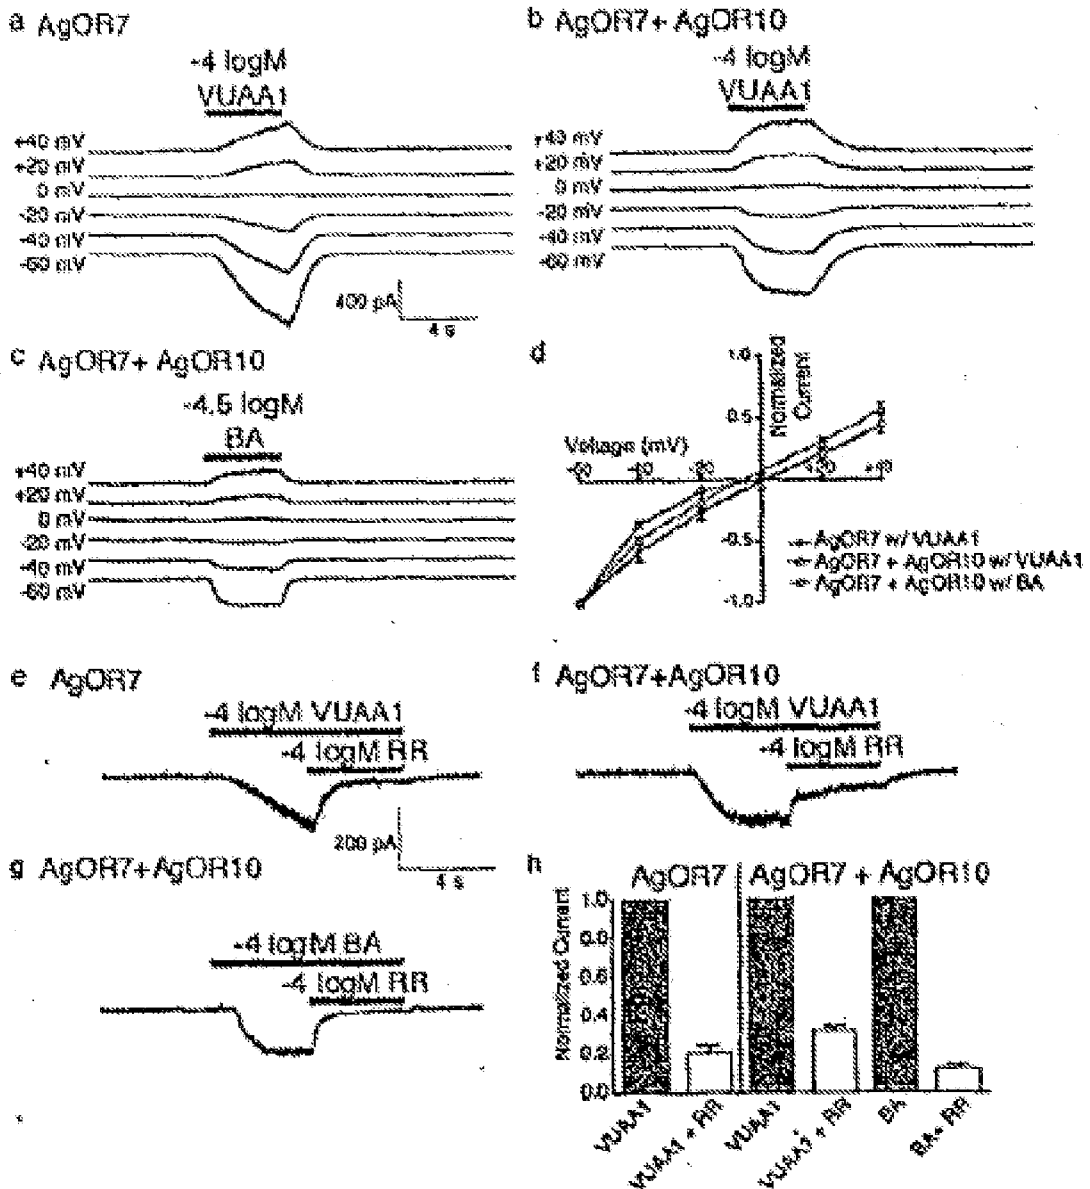 a AgOR7
-4 logM
VUAA1
+40 mV
+20 mV
0 mV
-20 mV
-40 mV
-60 mV
400 pA
4 s
b AgOR7+ AgOR10
-4 logM
VUAA1
+40 mV
+20 mV
0 mV
-20 mV
-40 mV
-60 mV
c AgOR7+ AgOR10
-4.5 logM
BA
+40 mV
+20 mV
0 mV
-20 mV
-40 mV
-60 mV
d
Normalized
Current
Voltage (mV)
1.0
0.5
-0.5
-1.0
-60
-40
-20
+20
+40
AgOR7 w/ VUAA1
AgOR7 + AgOR10 w/ VUAA1
AgOR7 + AgOR10 w/ BA
e AgOR7
-4 logM VUAA1
-4 logM RR
200 pA
4 s
f AgOR7+AgOR10
-4 logM VUAA1
-4 logM RR
g AgOR7+AgOR10
-4 logM BA
-4 logM RR
h
AgOR7
AgOR7 + AgOR10
Normalized Current
1.0
0.8
0.6
0.4
0.2
0.0
VUAA1
VUAA1 + RR
VUAA1
VUAA1 + RR
BA
BA+ RR